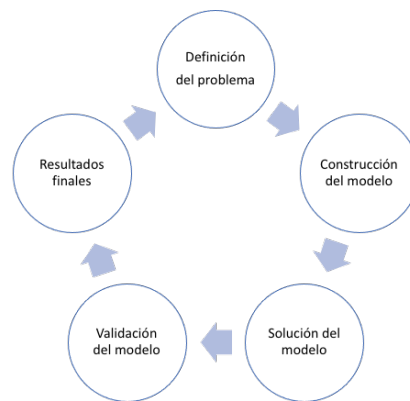 Definición
del problema
Construcción
del modelo
Solución del
modelo
Validación
del modelo
Resultados
finales